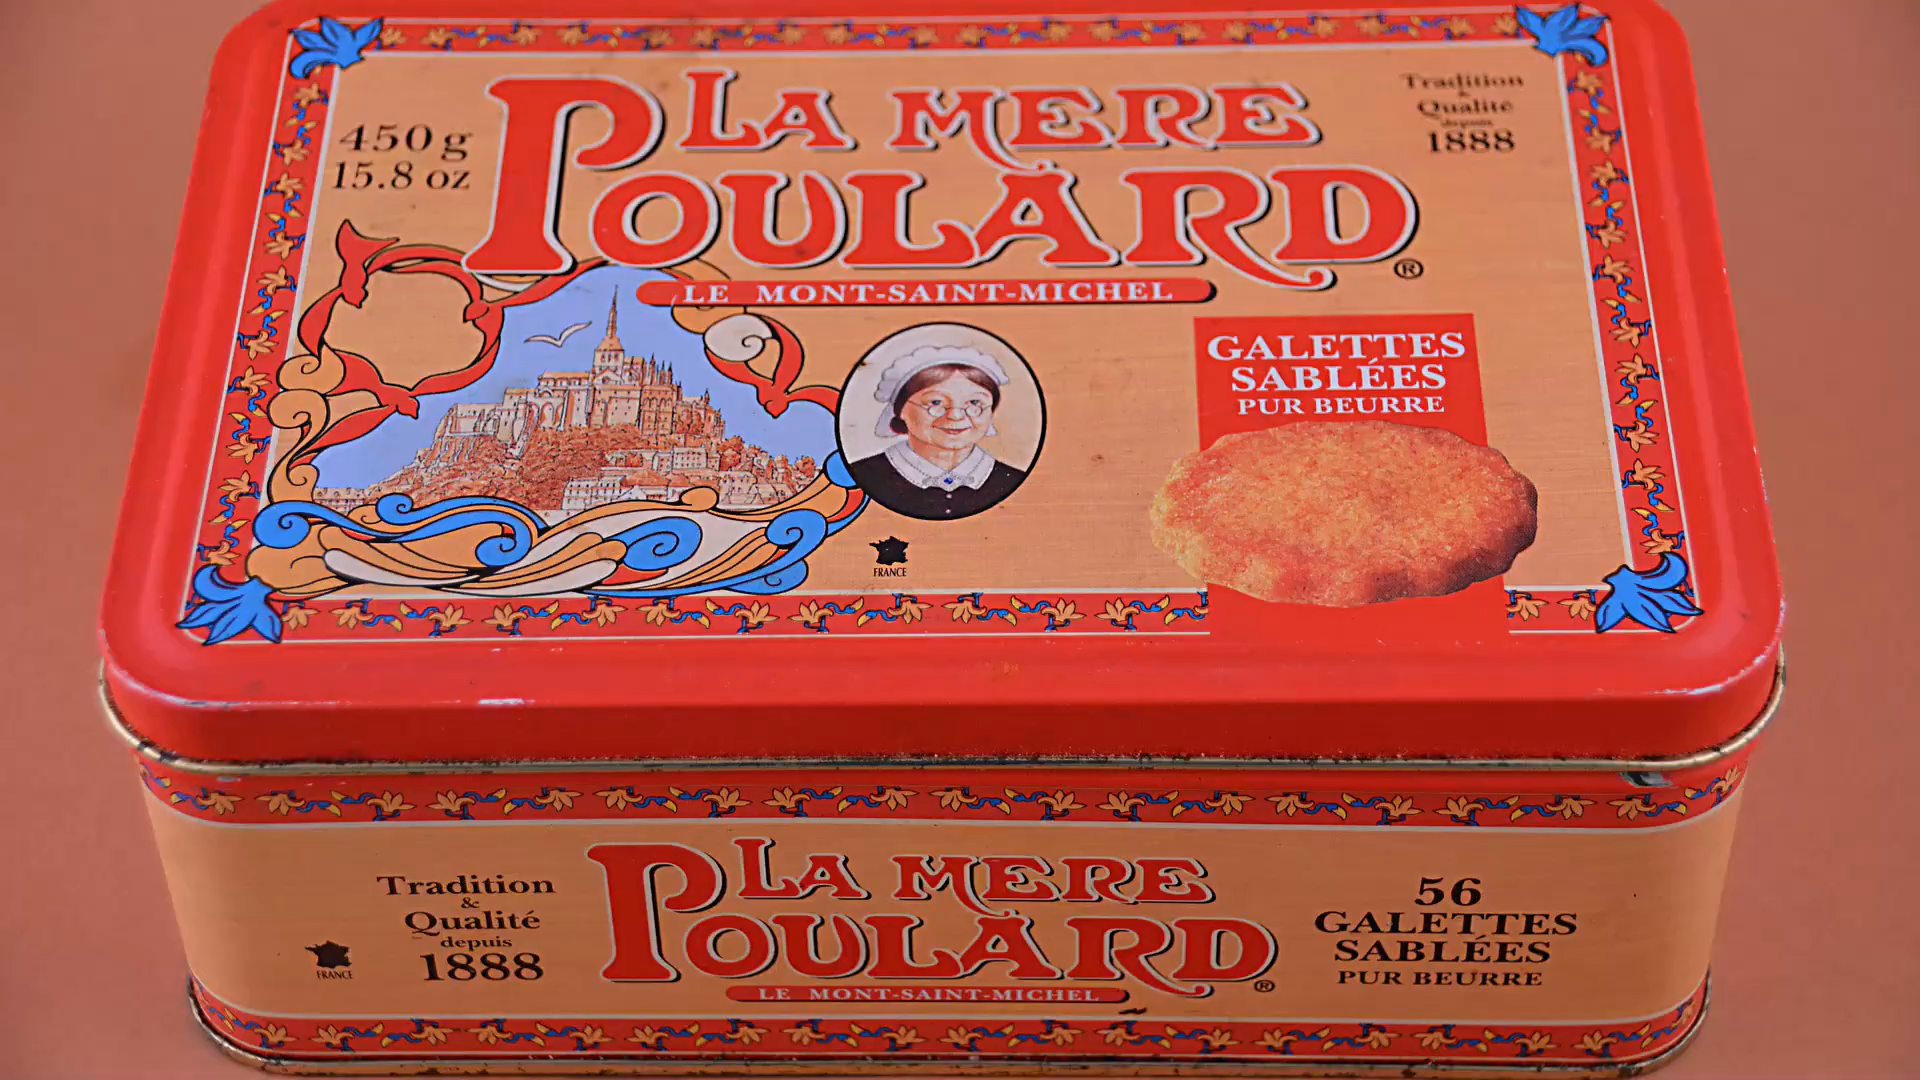 450 g
15.8 oz
LA MERE
POULARD
®
LE MONT-SAINT-MICHEL
Tradition
&
Qualité
depuis
1888
GALETTES
SABLÉES
PUR BEURRE
FRANCE
FRANCE
Tradition
&
Qualité
depuis
1888
LA MERE
POULARD
®
LE MONT-SAINT-MICHEL
56
GALETTES
SABLÉES
PUR BEURRE